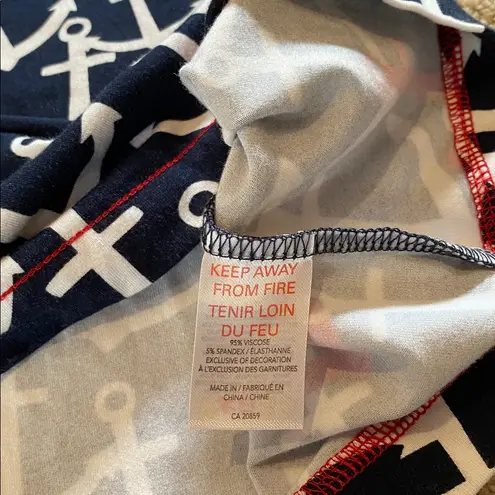 KEEP AWAY
FROM FIRE
TENIR LOIN
DU FEU
95% VISCOSE
5% SPANDEX / ÉLASTHANNE
EXCLUSIVE OF DECORATION
À L'EXCLUSION DES GARNITURES
MADE IN / FABRIQUÉ EN
CHINA / CHINE
CA 20859